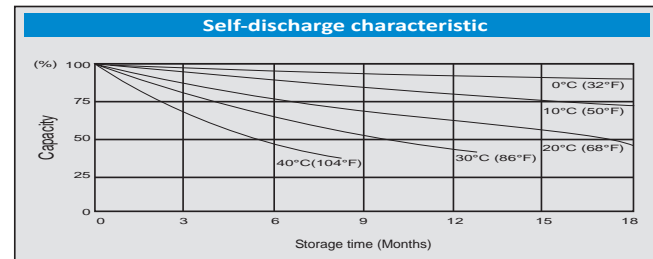 Self-discharge characteristic
(%)
100
75
50
25
0
Capacity
0°C (32°F)
10°C (50°F)
20°C (68°F)
30°C (86°F)
40°C(104°F)
0 3 6 9 12 15 18
Storage time (Months)